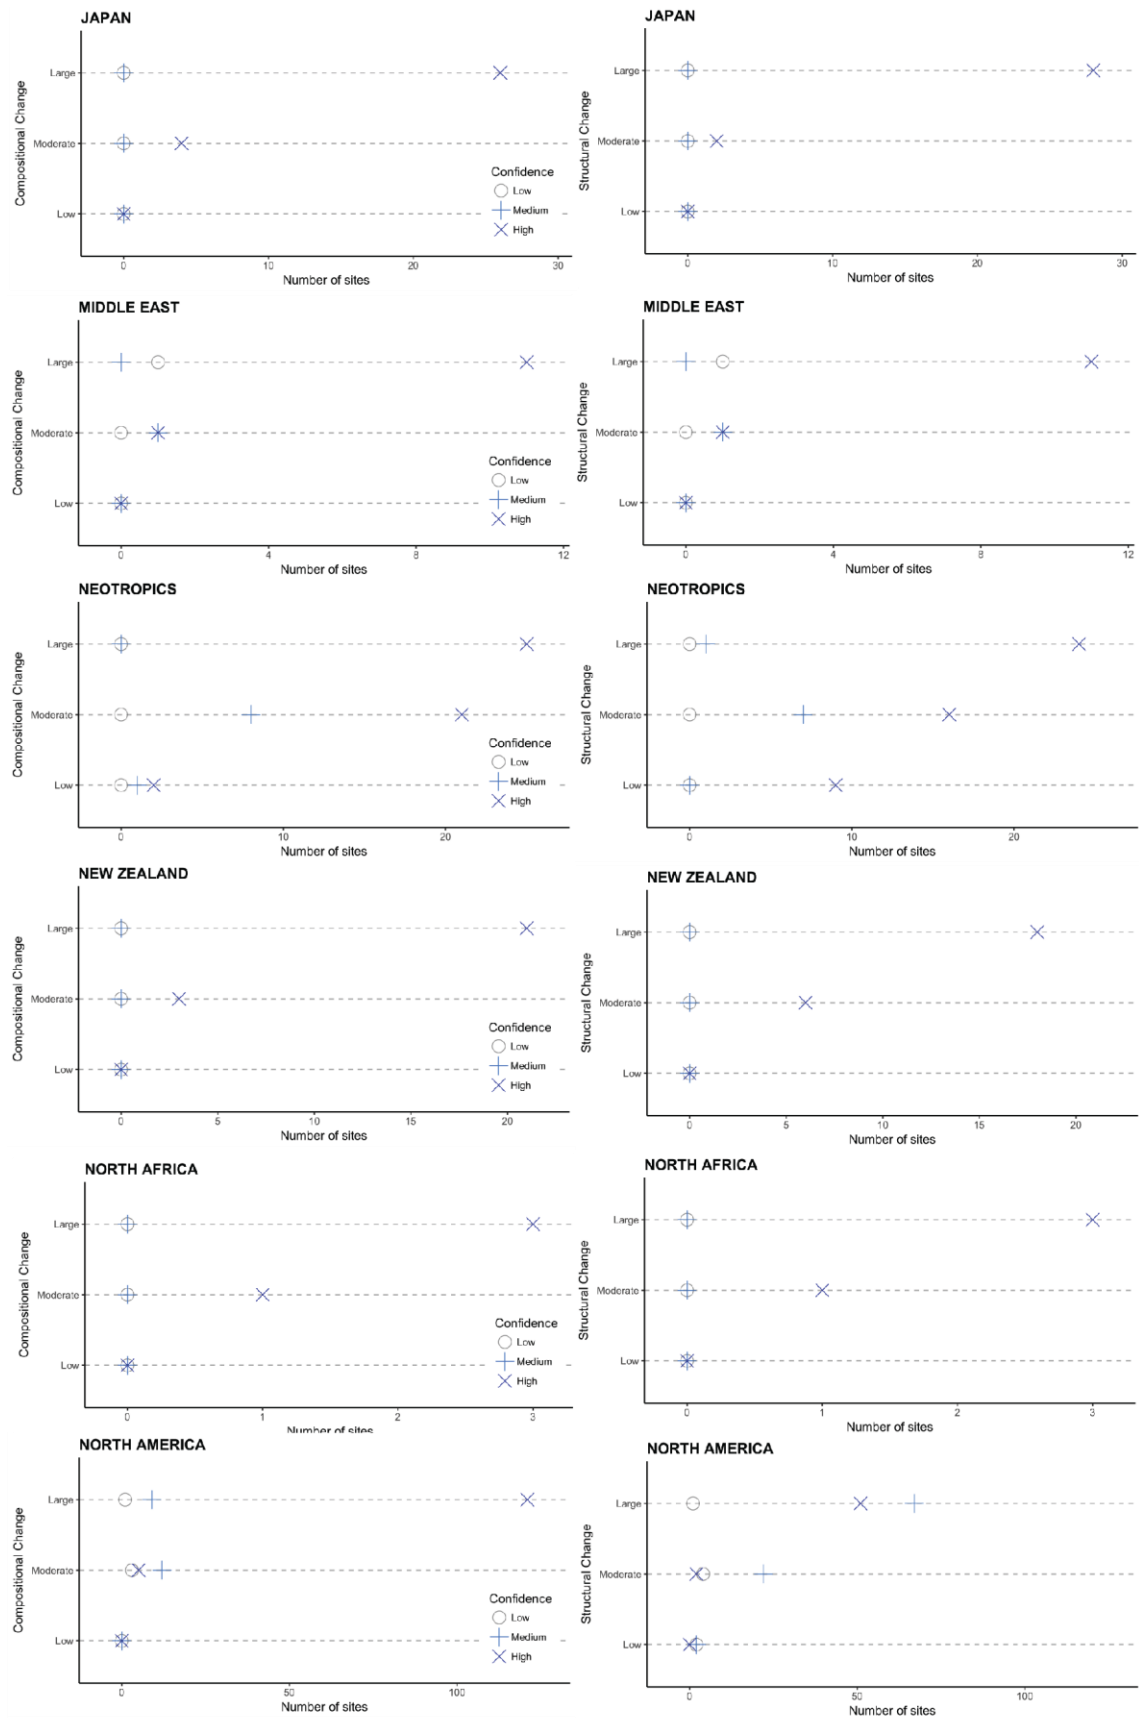 JAPAN
Compositional Change
Large
Moderate
Low
Confidence
Low
Medium
High
0 10 20 30
Number of sites
JAPAN
Structural Change
Large
Moderate
Low
0 10 20 30
Number of sites
MIDDLE EAST
Compositional Change
Large
Moderate
Low
Confidence
Low
Medium
High
0 4 8 12
Number of sites
MIDDLE EAST
Structural Change
Large
Moderate
Low
0 4 8 12
Number of sites
NEOTROPICS
Compositional Change
Large
Moderate
Low
Confidence
Low
Medium
High
0 10 20
Number of sites
NEOTROPICS
Structural Change
Large
Moderate
Low
0 10 20
Number of sites
NEW ZEALAND
Compositional Change
Large
Moderate
Low
Confidence
Low
Medium
High
0 5 10 15 20
Number of sites
NEW ZEALAND
Structural Change
Large
Moderate
Low
0 5 10 15 20
Number of sites
NORTH AFRICA
Compositional Change
Large
Moderate
Low
Confidence
Low
Medium
High
0 1 2 3
Number of sites
NORTH AFRICA
Structural Change
Large
Moderate
Low
0 1 2 3
Number of sites
NORTH AMERICA
Compositional Change
Large
Moderate
Low
Confidence
Low
Medium
High
0 50 100
Number of sites
NORTH AMERICA
Structural Change
Large
Moderate
Low
0 50 100
Number of sites